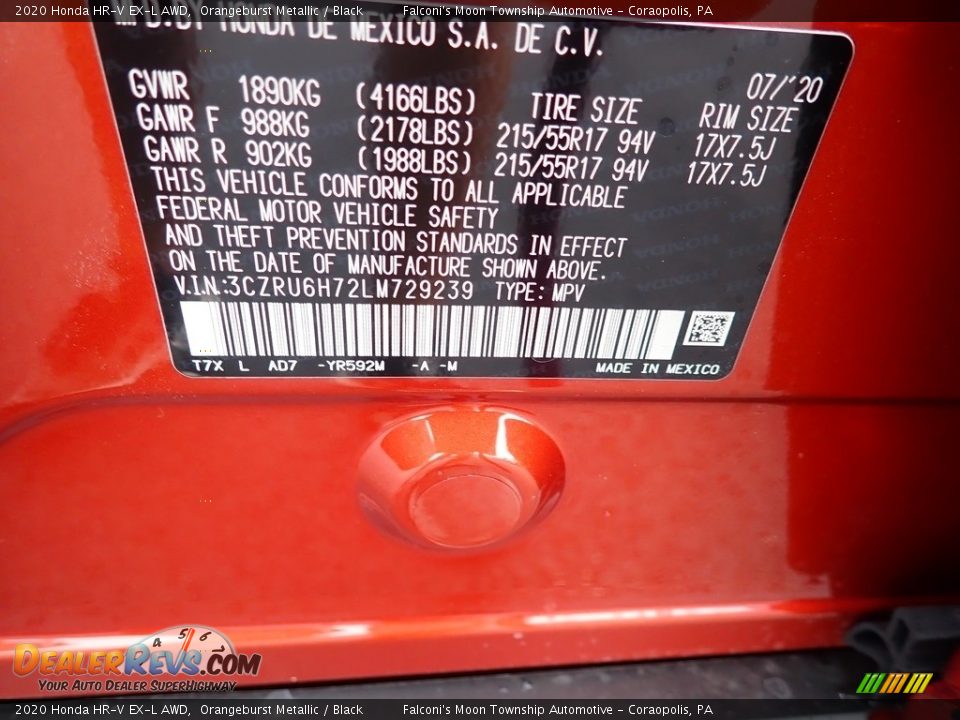 2020 Honda HR-V EX-L AWD, Orangeburst Metallic / Black Falconi's Moon Township Automotive - Coraopolis, PA
HONDA DE MEXICO S.A. DE C.V.
07/'20
GVWR 1890KG (4166LBS) TIRE SIZE RIM SIZE
GAWR F 988KG (2178LBS) 215/55R17 94V 17X7.5J
GAWR R 902KG (1988LBS) 215/55R17 94V 17X7.5J
THIS VEHICLE CONFORMS TO ALL APPLICABLE
FEDERAL MOTOR VEHICLE SAFETY
AND THEFT PREVENTION STANDARDS IN EFFECT
ON THE DATE OF MANUFACTURE SHOWN ABOVE.
V.I.N.:3CZRU6H72LM729239 TYPE: MPV
T7X L AD7 -YR592M -A -M MADE IN MEXICO
4 5 6
DEALERREVS.COM
YOUR AUTO DEALER SUPERHIGHWAY
2020 Honda HR-V EX-L AWD, Orangeburst Metallic / Black Falconi's Moon Township Automotive - Coraopolis, PA